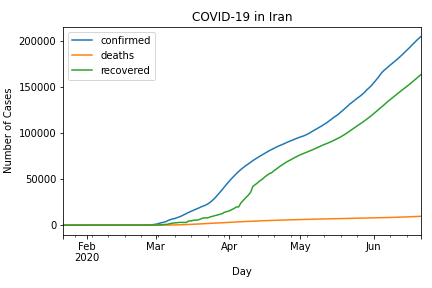 COVID-19 in Iran
confirmed
deaths
recovered
Number of Cases
200000
150000
100000
50000
0
Feb
2020
Mar
Apr
May
Jun
Day